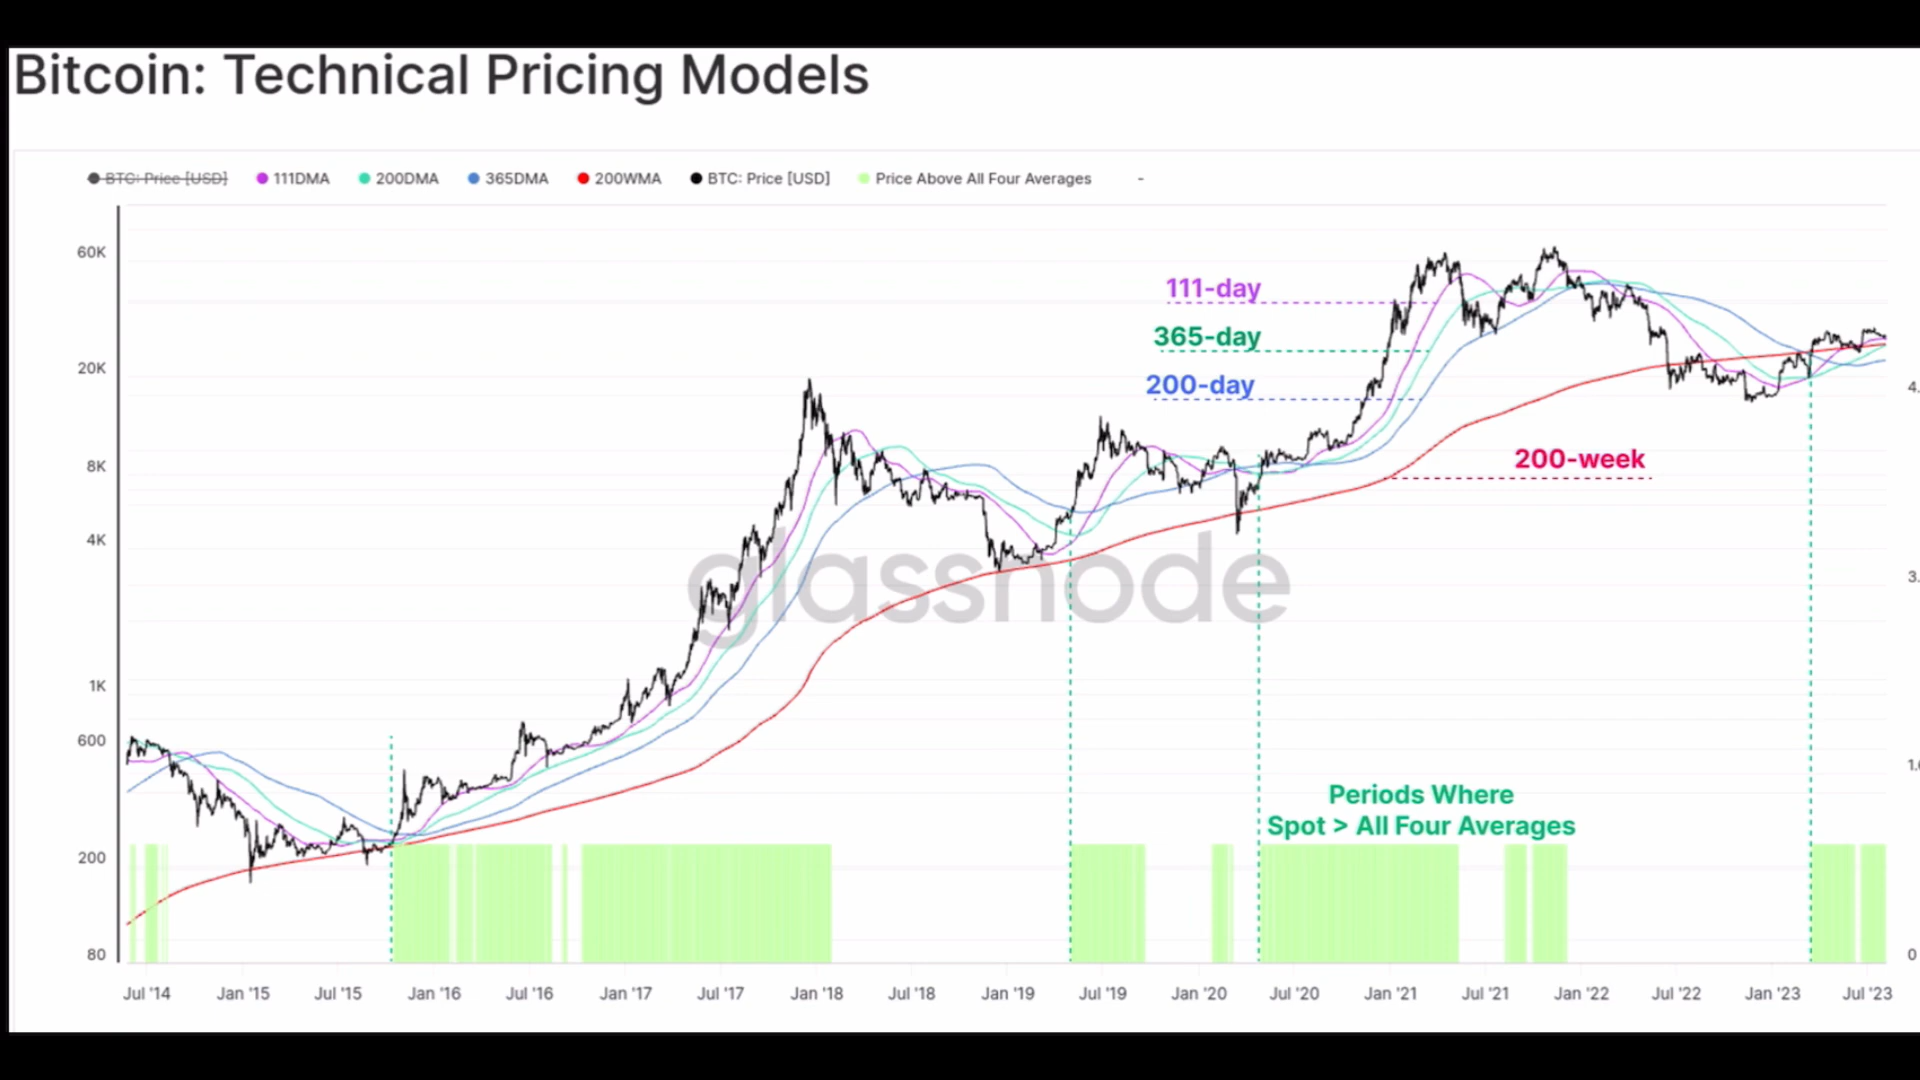 Bitcoin: Technical Pricing Models
BTC: Price [USD] 111DMA 200DMA 365DMA 200WMA BTC: Price [USD] Price Above All Four Averages -
60K
20K
8K
4K
1K
600
200
80
111-day
365-day
200-day
200-week
glassnode
Periods Where
Spot > All Four Averages
4.
3.
1.
0
Jul '14 Jan '15 Jul '15 Jan '16 Jul '16 Jan '17 Jul '17 Jan '18 Jul '18 Jan '19 Jul '19 Jan '20 Jul '20 Jan '21 Jul '21 Jan '22 Jul '22 Jan '23 Jul '23